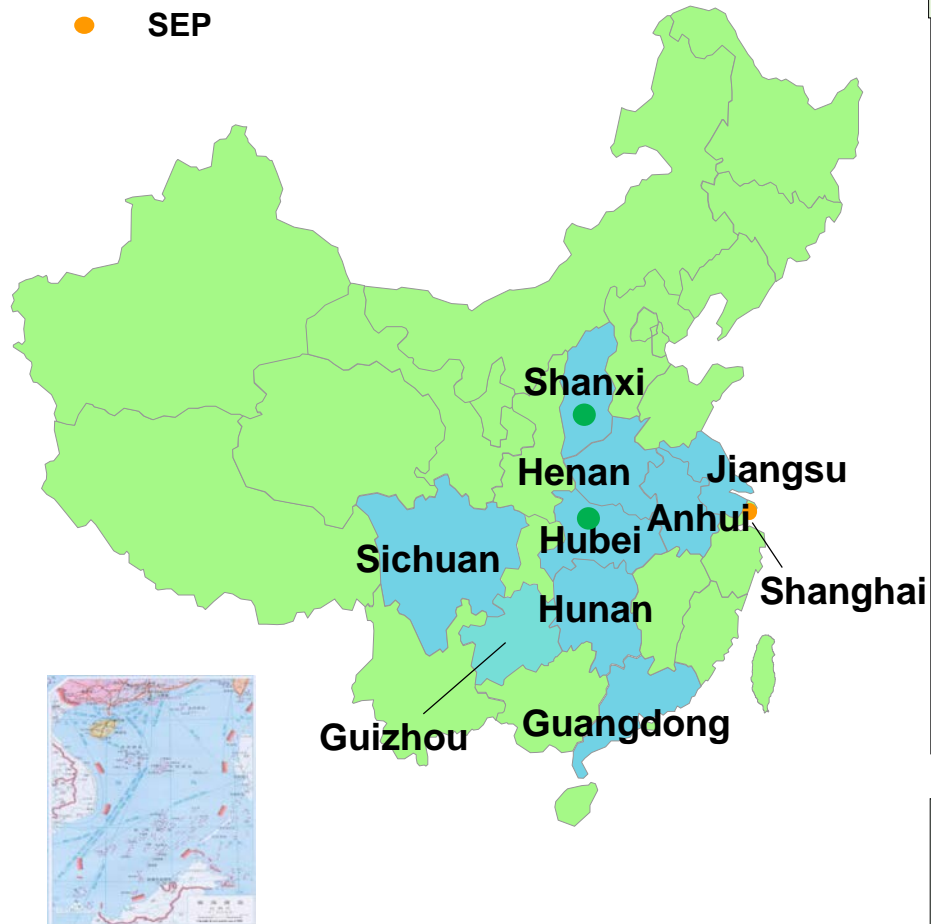 SEP
Shanxi
Henan
Jiangsu
Anhui
Hubei
Sichuan
Shanghai
Hunan
Guizhou
Guangdong